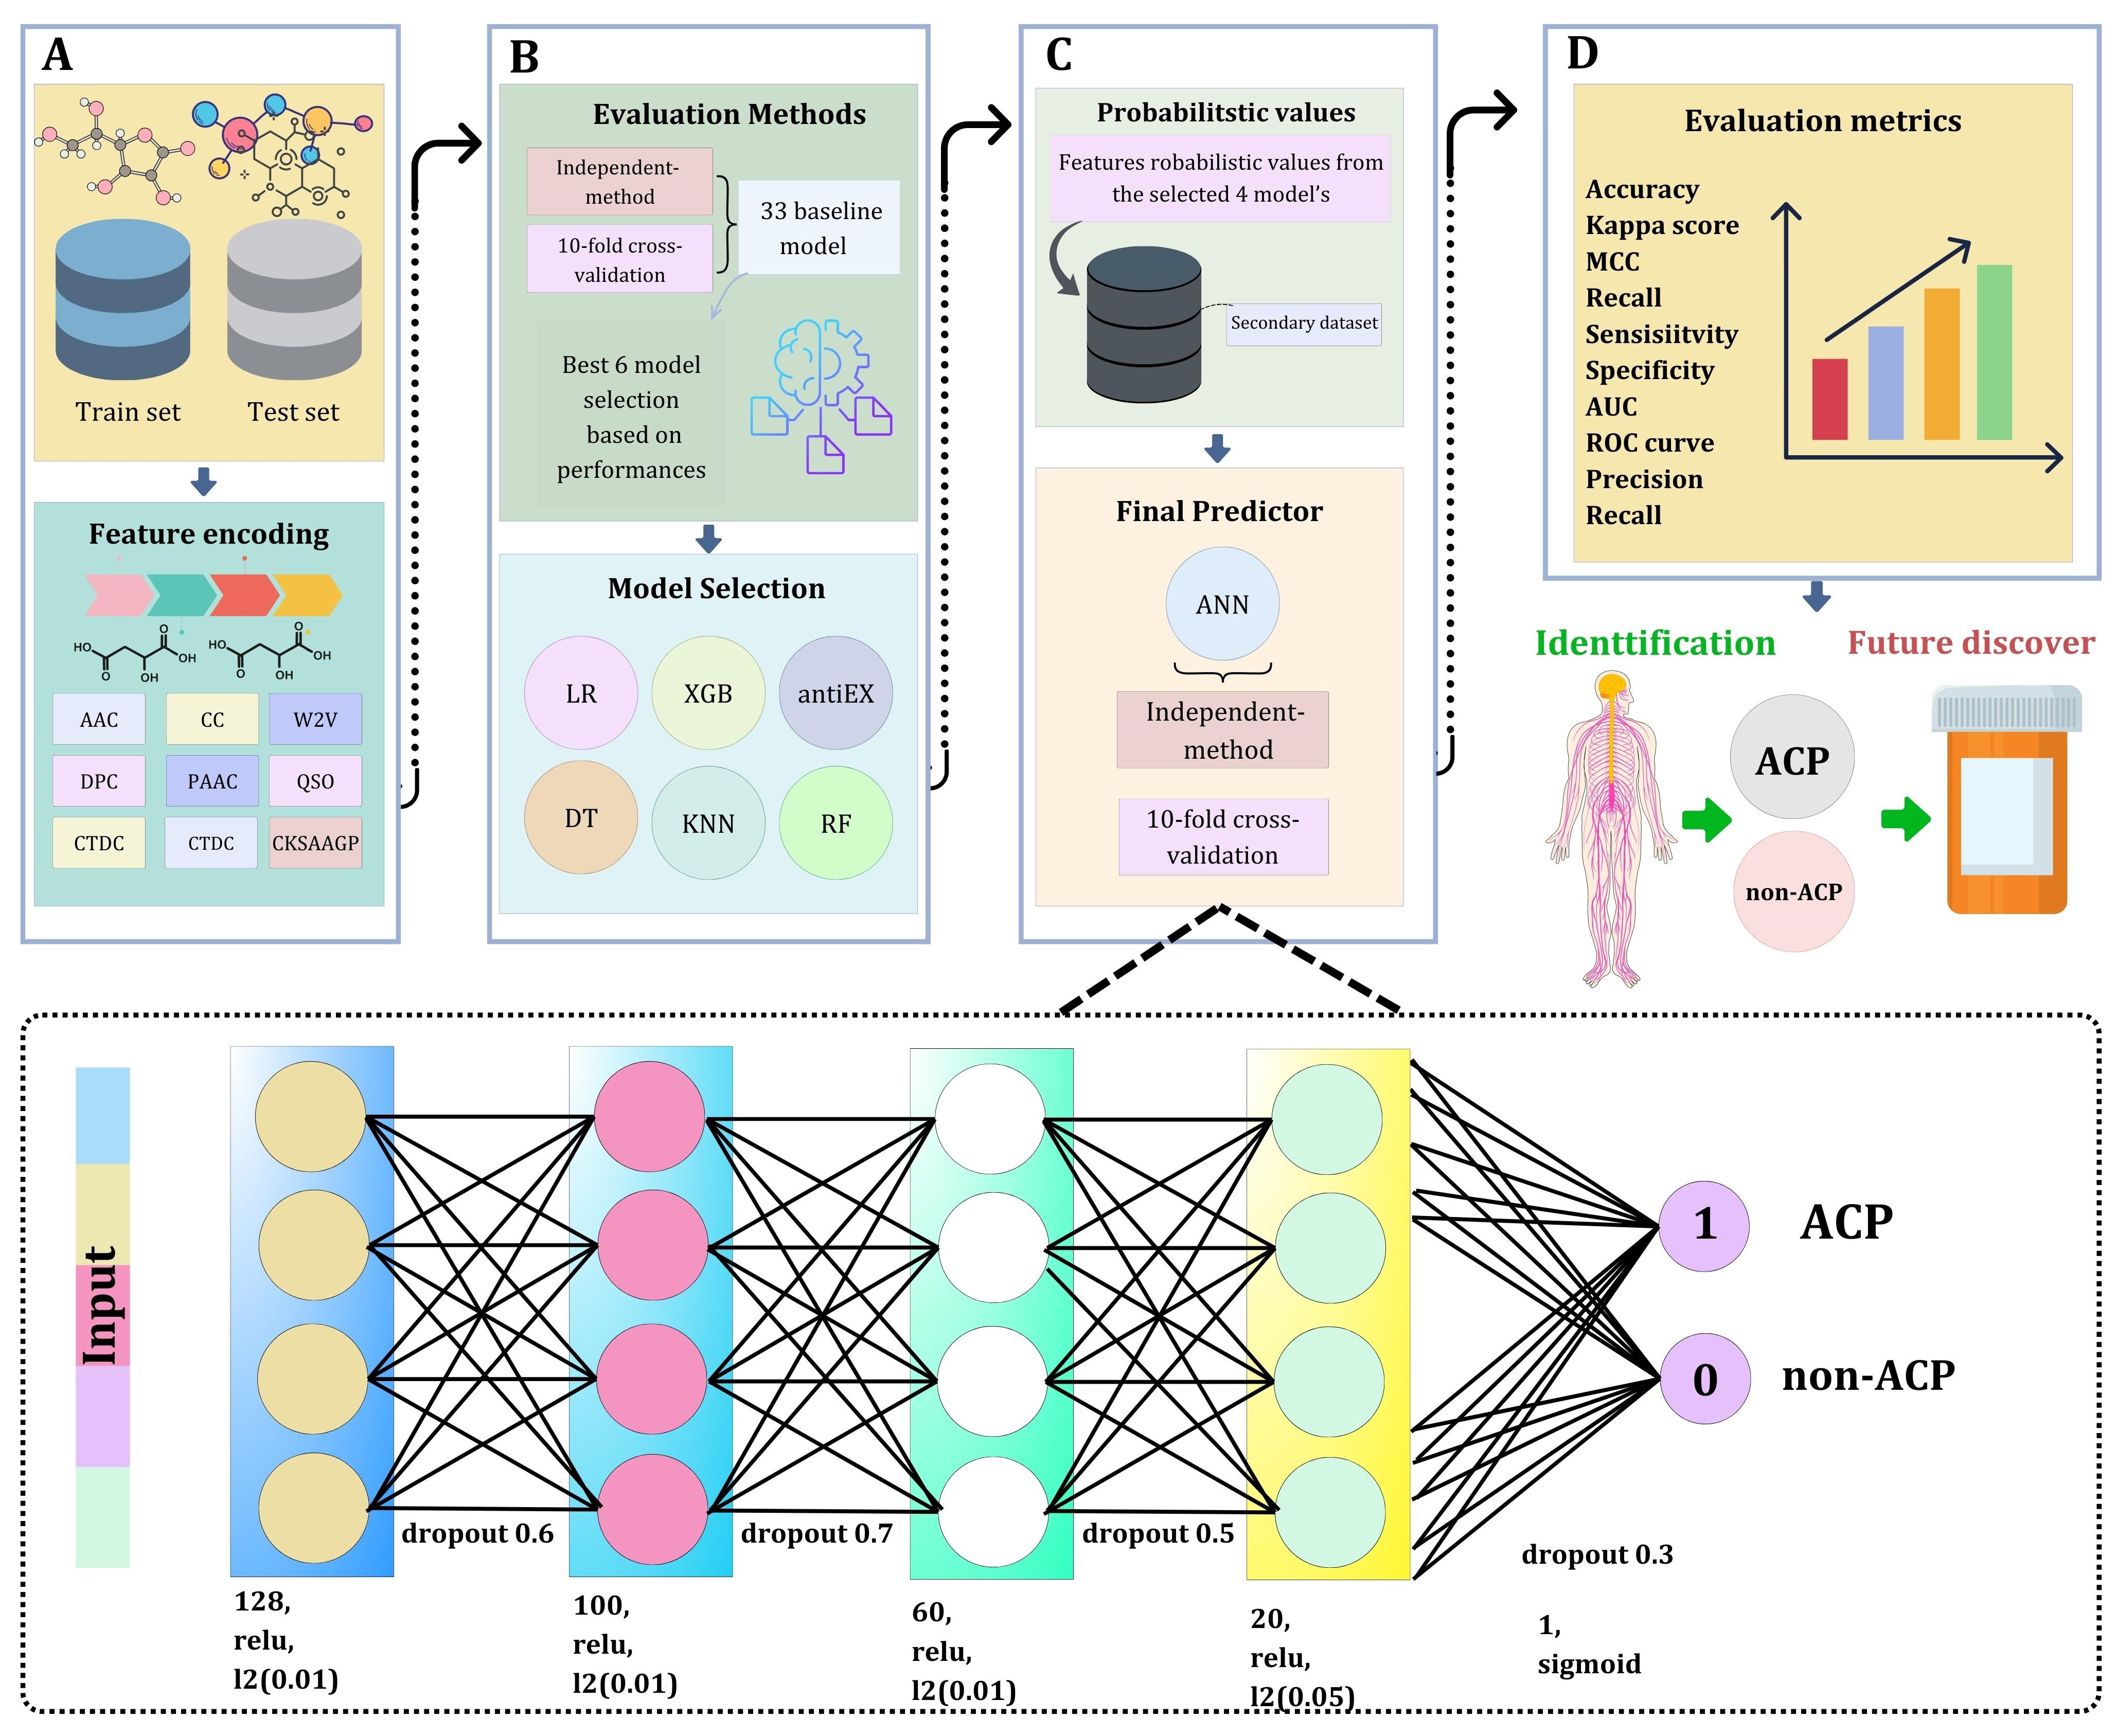 A
Train set
Test set
Feature encoding
HO
O
O
OH
OH
HO
O
O
OH
OH
AAC
CC
W2V
DPC
PAAC
QSO
CTDC
CTDC
CKSAAGP
B
Evaluation Methods
Independent-
method
10-fold cross-
validation
33 baseline
model
Best 6 model
selection
based on
performances
Model Selection
LR
XGB
antiEX
DT
KNN
RF
C
Probabilitstic values
Features robabilistic values from
the selected 4 model’s
Secondary dataset
Final Predictor
ANN
Independent-
method
10-fold cross-
validation
D
Evaluation metrics
Accuracy
Kappa score
MCC
Recall
Sensisiitvity
Specificity
AUC
ROC curve
Precision
Recall
Identtification
Future discover
ACP
non-ACP
Input
dropout 0.6
dropout 0.7
dropout 0.5
dropout 0.3
128,
relu,
l2(0.01)
100,
relu,
l2(0.01)
60,
relu,
l2(0.01)
20,
relu,
l2(0.05)
1,
sigmoid
1
ACP
0
non-ACP